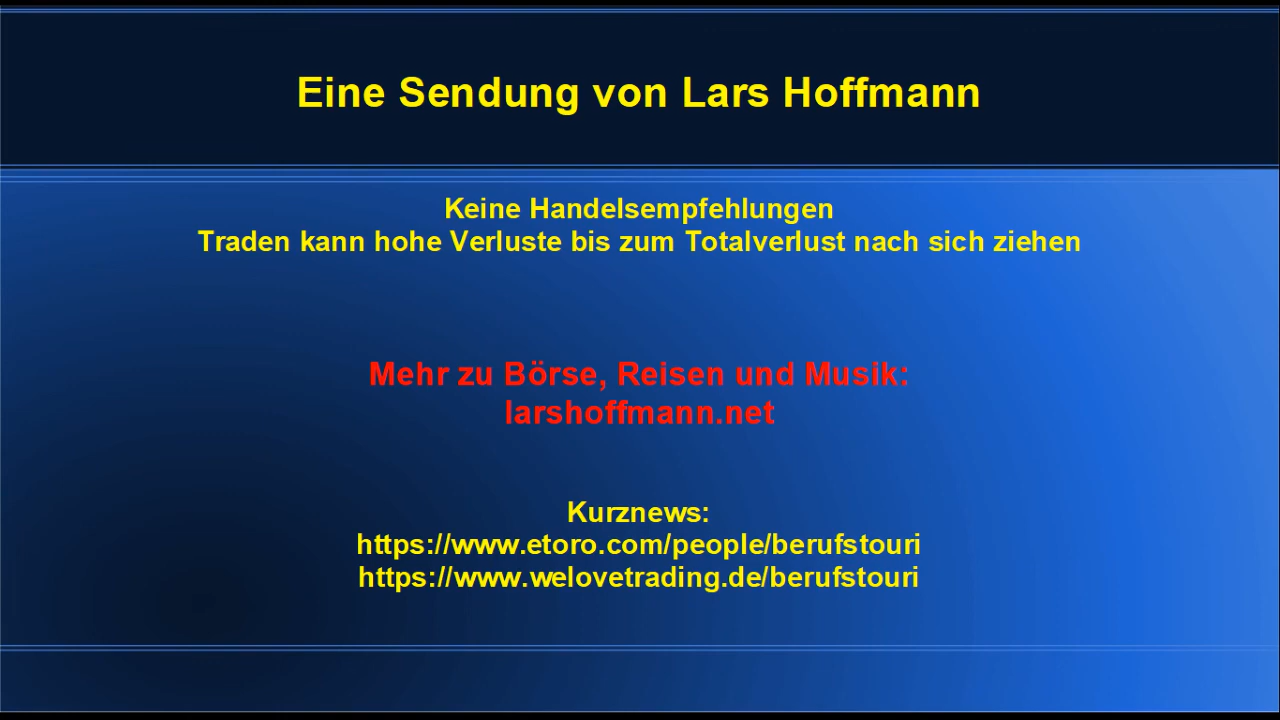 Eine Sendung von Lars Hoffmann
Keine Handelsempfehlungen
Traden kann hohe Verluste bis zum Totalverlust nach sich ziehen
Mehr zu Börse, Reisen und Musik:
larshoffmann.net
Kurznews:
https://www.etoro.com/people/berufstouri
https://www.welovetrading.de/berufstouri